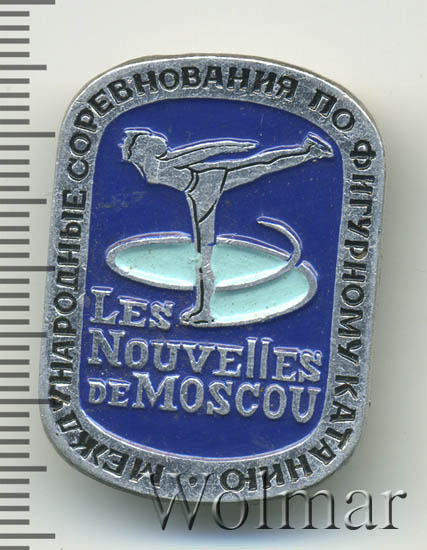 МЕЖДУНАРОДНЫЕ СОРЕВНОВАНИЯ ПО ФИГУРНОМУ КАТАНИЮ
LES
NOUVELLES
DE MOSCOU
Wolmar